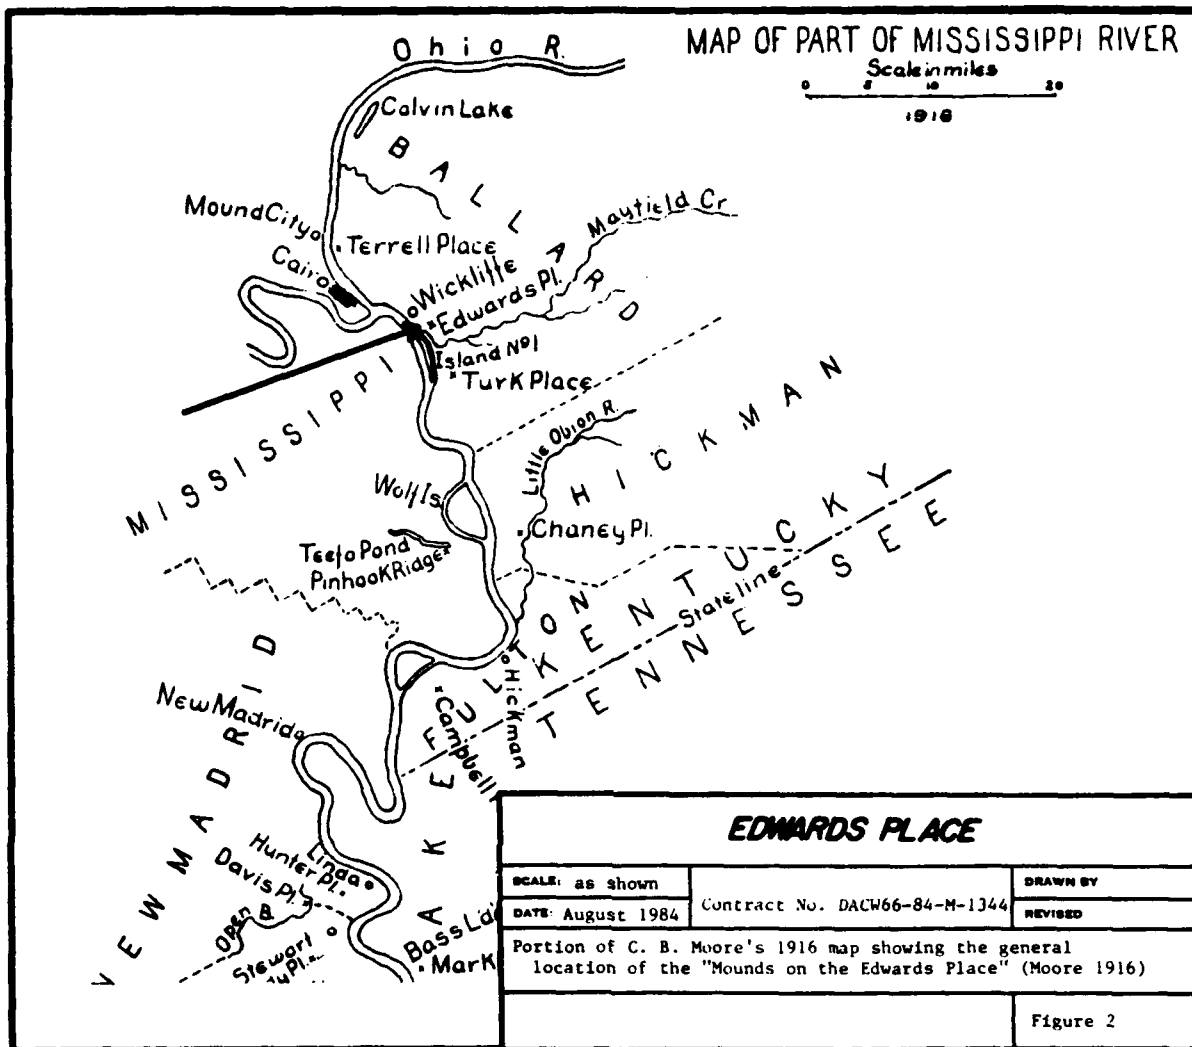 MAP OF PART OF MISSISSIPPI RIVER
Scale in miles
0 5 10 20
1916
Ohio R.
Calvin Lake
BALLARD
Mound City
Terrell Place
Mayfield Cr
Cairo
Wickliffe
Edwards Pl.
Island No 1
Turk Place
MISSISSIPPI
Little Obion R.
HICKMAN
Wolf Is
Chaney Pl.
Pond
Pinhook Ridge
KENTUCKY
State line
TENNESSEE
FULTON
Hickman
Campbell
New Madrid
NEW MADRID
LAKE
Linda
Hunter Pl.
Davis Pl.
Open B.
Stewart
Pl.
Bass
Mark
EDWARDS PLACE
SCALE: as shown
DATE: August 1984
Contract No. DACW66-84-M-1344
DRAWN BY
REVISED
Portion of C. B. Moore's 1916 map showing the general
location of the "Mounds on the Edwards Place" (Moore 1916)
Figure 2